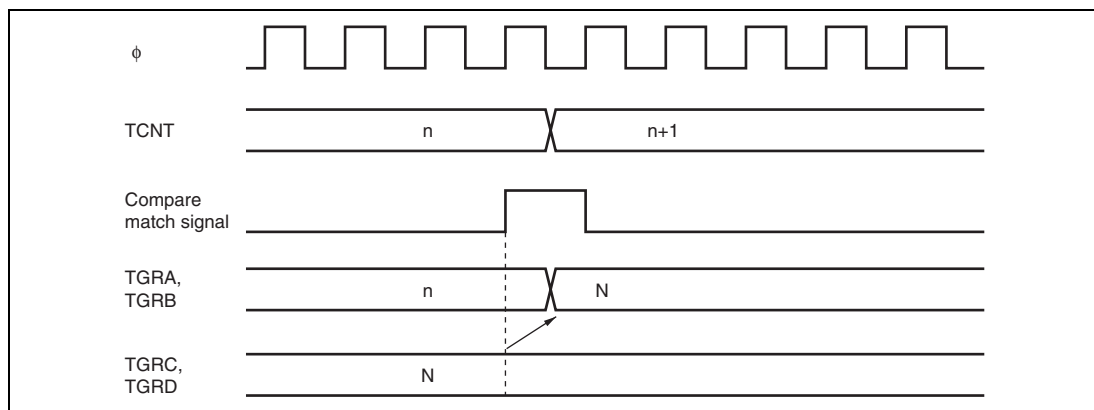 ϕ
TCNT n n+1
Compare
match signal
TGRA,
TGRB n N
TGRC,
TGRD N